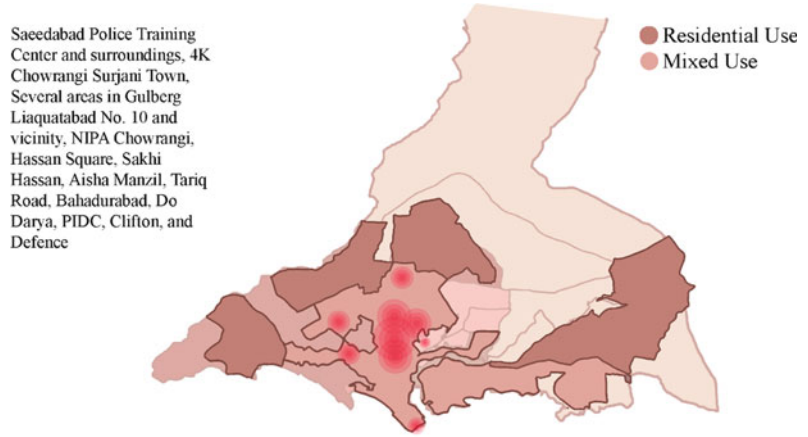 Saeedabad Police Training
Center and surroundings, 4K
Chowrangi Surjani Town,
Several areas in Gulberg
Liaquatabad No. 10 and
vicinity, NIPA Chowrangi,
Hassan Square, Sakhi
Hassan, Aisha Manzil, Tariq
Road, Bahadurabad, Do
Darya, PIDC, Clifton, and
Defence
Residential Use
Mixed Use